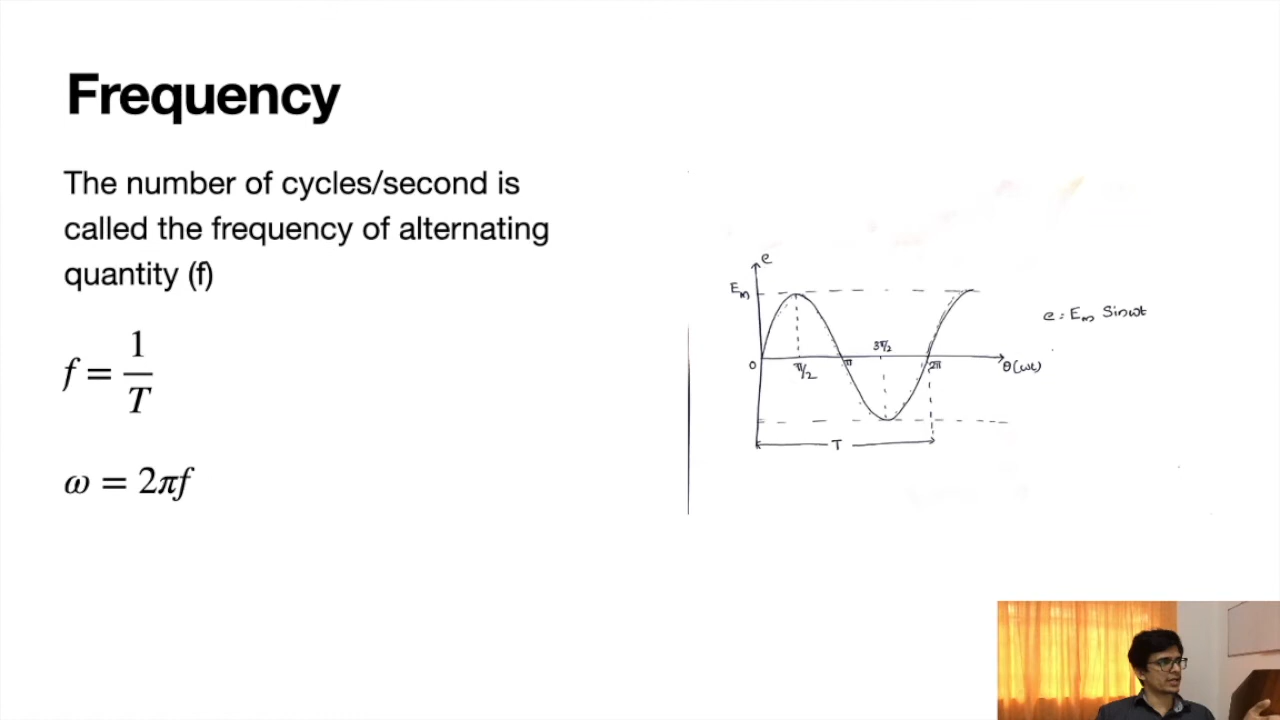 Frequency
The number of cycles/second is
called the frequency of alternating
quantity (f)
f = 1/T
ω = 2πf
e
Em
e = Em Sinωt
3π/2
0
π/2
π
2π
θ(ωt)
T